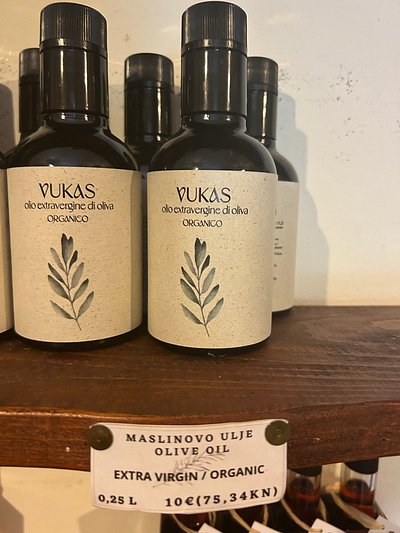 VUKAS
olio extravergine di oliva
ORGANICO
VUKAS
olio extravergine di oliva
ORGANICO
MASLINOVO ULJE
OLIVE OIL
EXTRA VIRGIN / ORGANIC
0,25 L 10€(75,34KN)